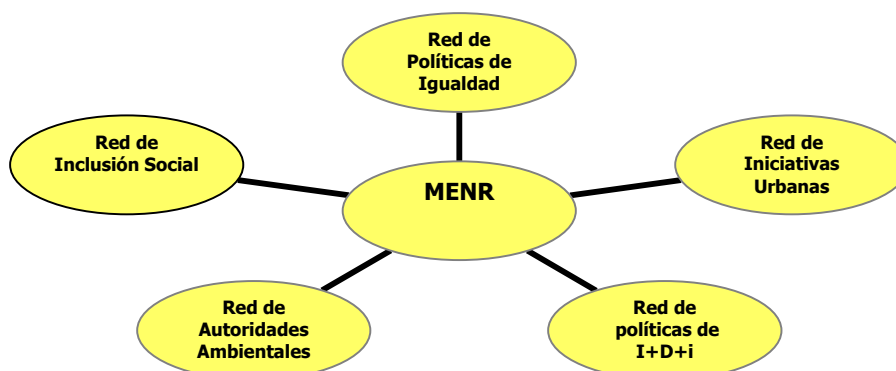 Red de
Políticas de
Igualdad
Red de
Inclusión Social
Red de
Iniciativas
Urbanas
MENR
Red de
Autoridades
Ambientales
Red de
políticas de
I+D+i